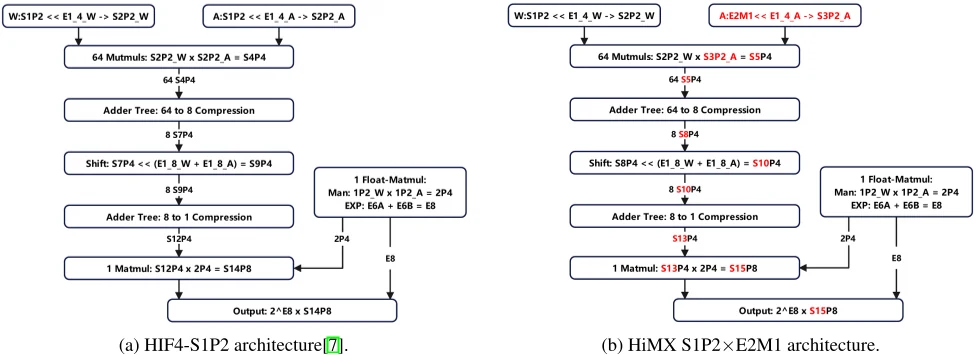 W:S1P2 << E1_4_W -> S2P2_W
A:S1P2 << E1_4_A -> S2P2_A
64 Mutmuls: S2P2_W x S2P2_A = S4P4
64 S4P4
Adder Tree: 64 to 8 Compression
8 S7P4
Shift: S7P4 << (E1_8_W + E1_8_A) = S9P4
8 S9P4
Adder Tree: 8 to 1 Compression
S12P4
1 Matmul: S12P4 x 2P4 = S14P8
1 Float-Matmul:
Man: 1P2_W x 1P2_A = 2P4
EXP: E6A + E6B = E8
2P4
E8
Output: 2^E8 x S14P8
(a) HIF4-S1P2 architecture[7].
W:S1P2 << E1_4_W -> S2P2_W
A:E2M1<< E1_4_A -> S3P2_A
64 Mutmuls: S2P2_W x S3P2_A = S5P4
64 S5P4
Adder Tree: 64 to 8 Compression
8 S8P4
Shift: S8P4 << (E1_8_W + E1_8_A) = S10P4
8 S10P4
Adder Tree: 8 to 1 Compression
S13P4
1 Matmul: S13P4 x 2P4 = S15P8
1 Float-Matmul:
Man: 1P2_W x 1P2_A = 2P4
EXP: E6A + E6B = E8
2P4
E8
Output: 2^E8 x S15P8
(b) HiMX S1P2×E2M1 architecture.